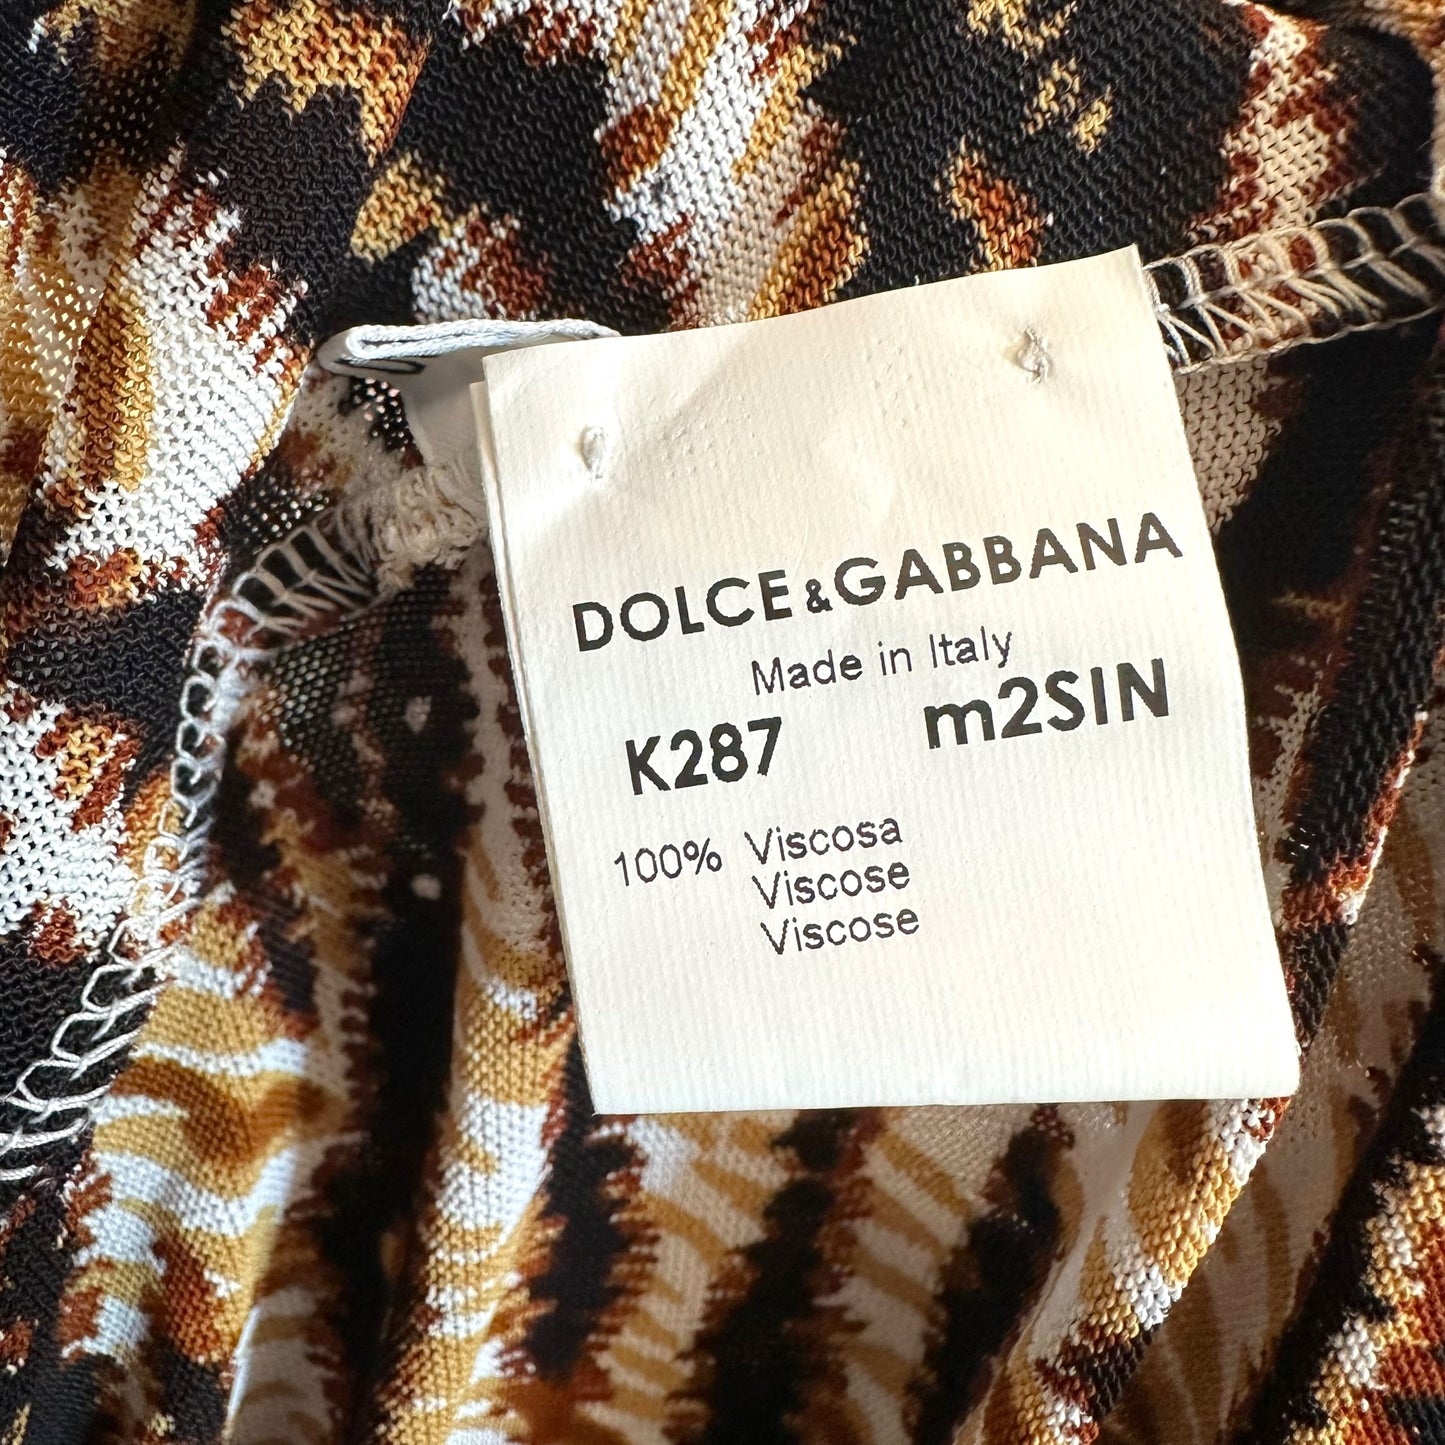 DOLCE&GABBANA
Made in Italy
K287 m2SIN
100% Viscosa
Viscose
Viscose